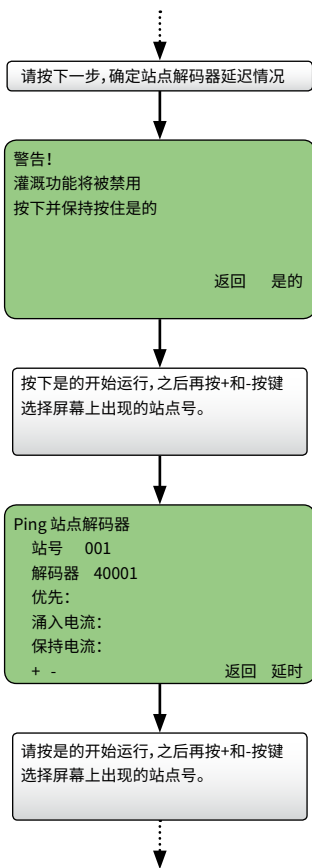 请按下一步，确定站点解码器延迟情况
警告！
灌溉功能将被禁用
按下并保持按住是的
返回 是的
按下是的开始运行，之后再按+和-按键
选择屏幕上出现的站点号。
Ping 站点解码器
站号 001
解码器 40001
优先：
涌入电流：
保持电流：
+ - 返回 延时
请按是的开始运行，之后再按+和-按键
选择屏幕上出现的站点号。